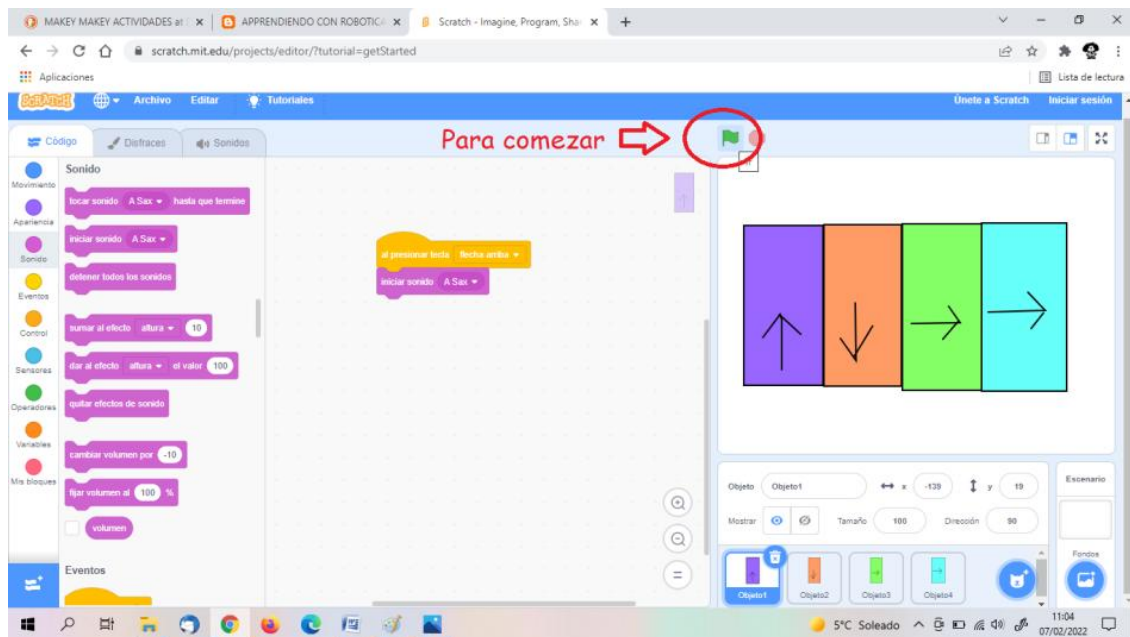 MAKEY MAKEY ACTIVIDADES at
APPRENDIENDO CON ROBOTIC
Scratch - Imagine, Program, Sha
scratch.mit.edu/projects/editor/?tutorial=getStarted
Aplicaciones
Lista de lectura
SCRATCH
Archivo
Editar
Tutoriales
Únete a Scratch
Iniciar sesión
Código
Disfraces
Sonidos
Para comezar
Movimiento
Apariencia
Sonido
Eventos
Control
Sensores
Operadores
Variables
Mis bloques
Sonido
tocar sonido A Sax hasta que termine
iniciar sonido A Sax
detener todos los sonidos
sumar al efecto altura 10
dar al efecto altura el valor 100
quitar efectos de sonido
cambiar volumen por -10
fijar volumen al 100 %
volumen
Eventos
al presionar tecla flecha arriba
iniciar sonido A Sax
Objeto Objeto1 x -139 y 19
Mostrar Tamaño 100 Dirección 90
Objeto1
Objeto2
Objeto3
Objeto4
Escenario
Fondos
5°C Soleado
11:04
07/02/2022